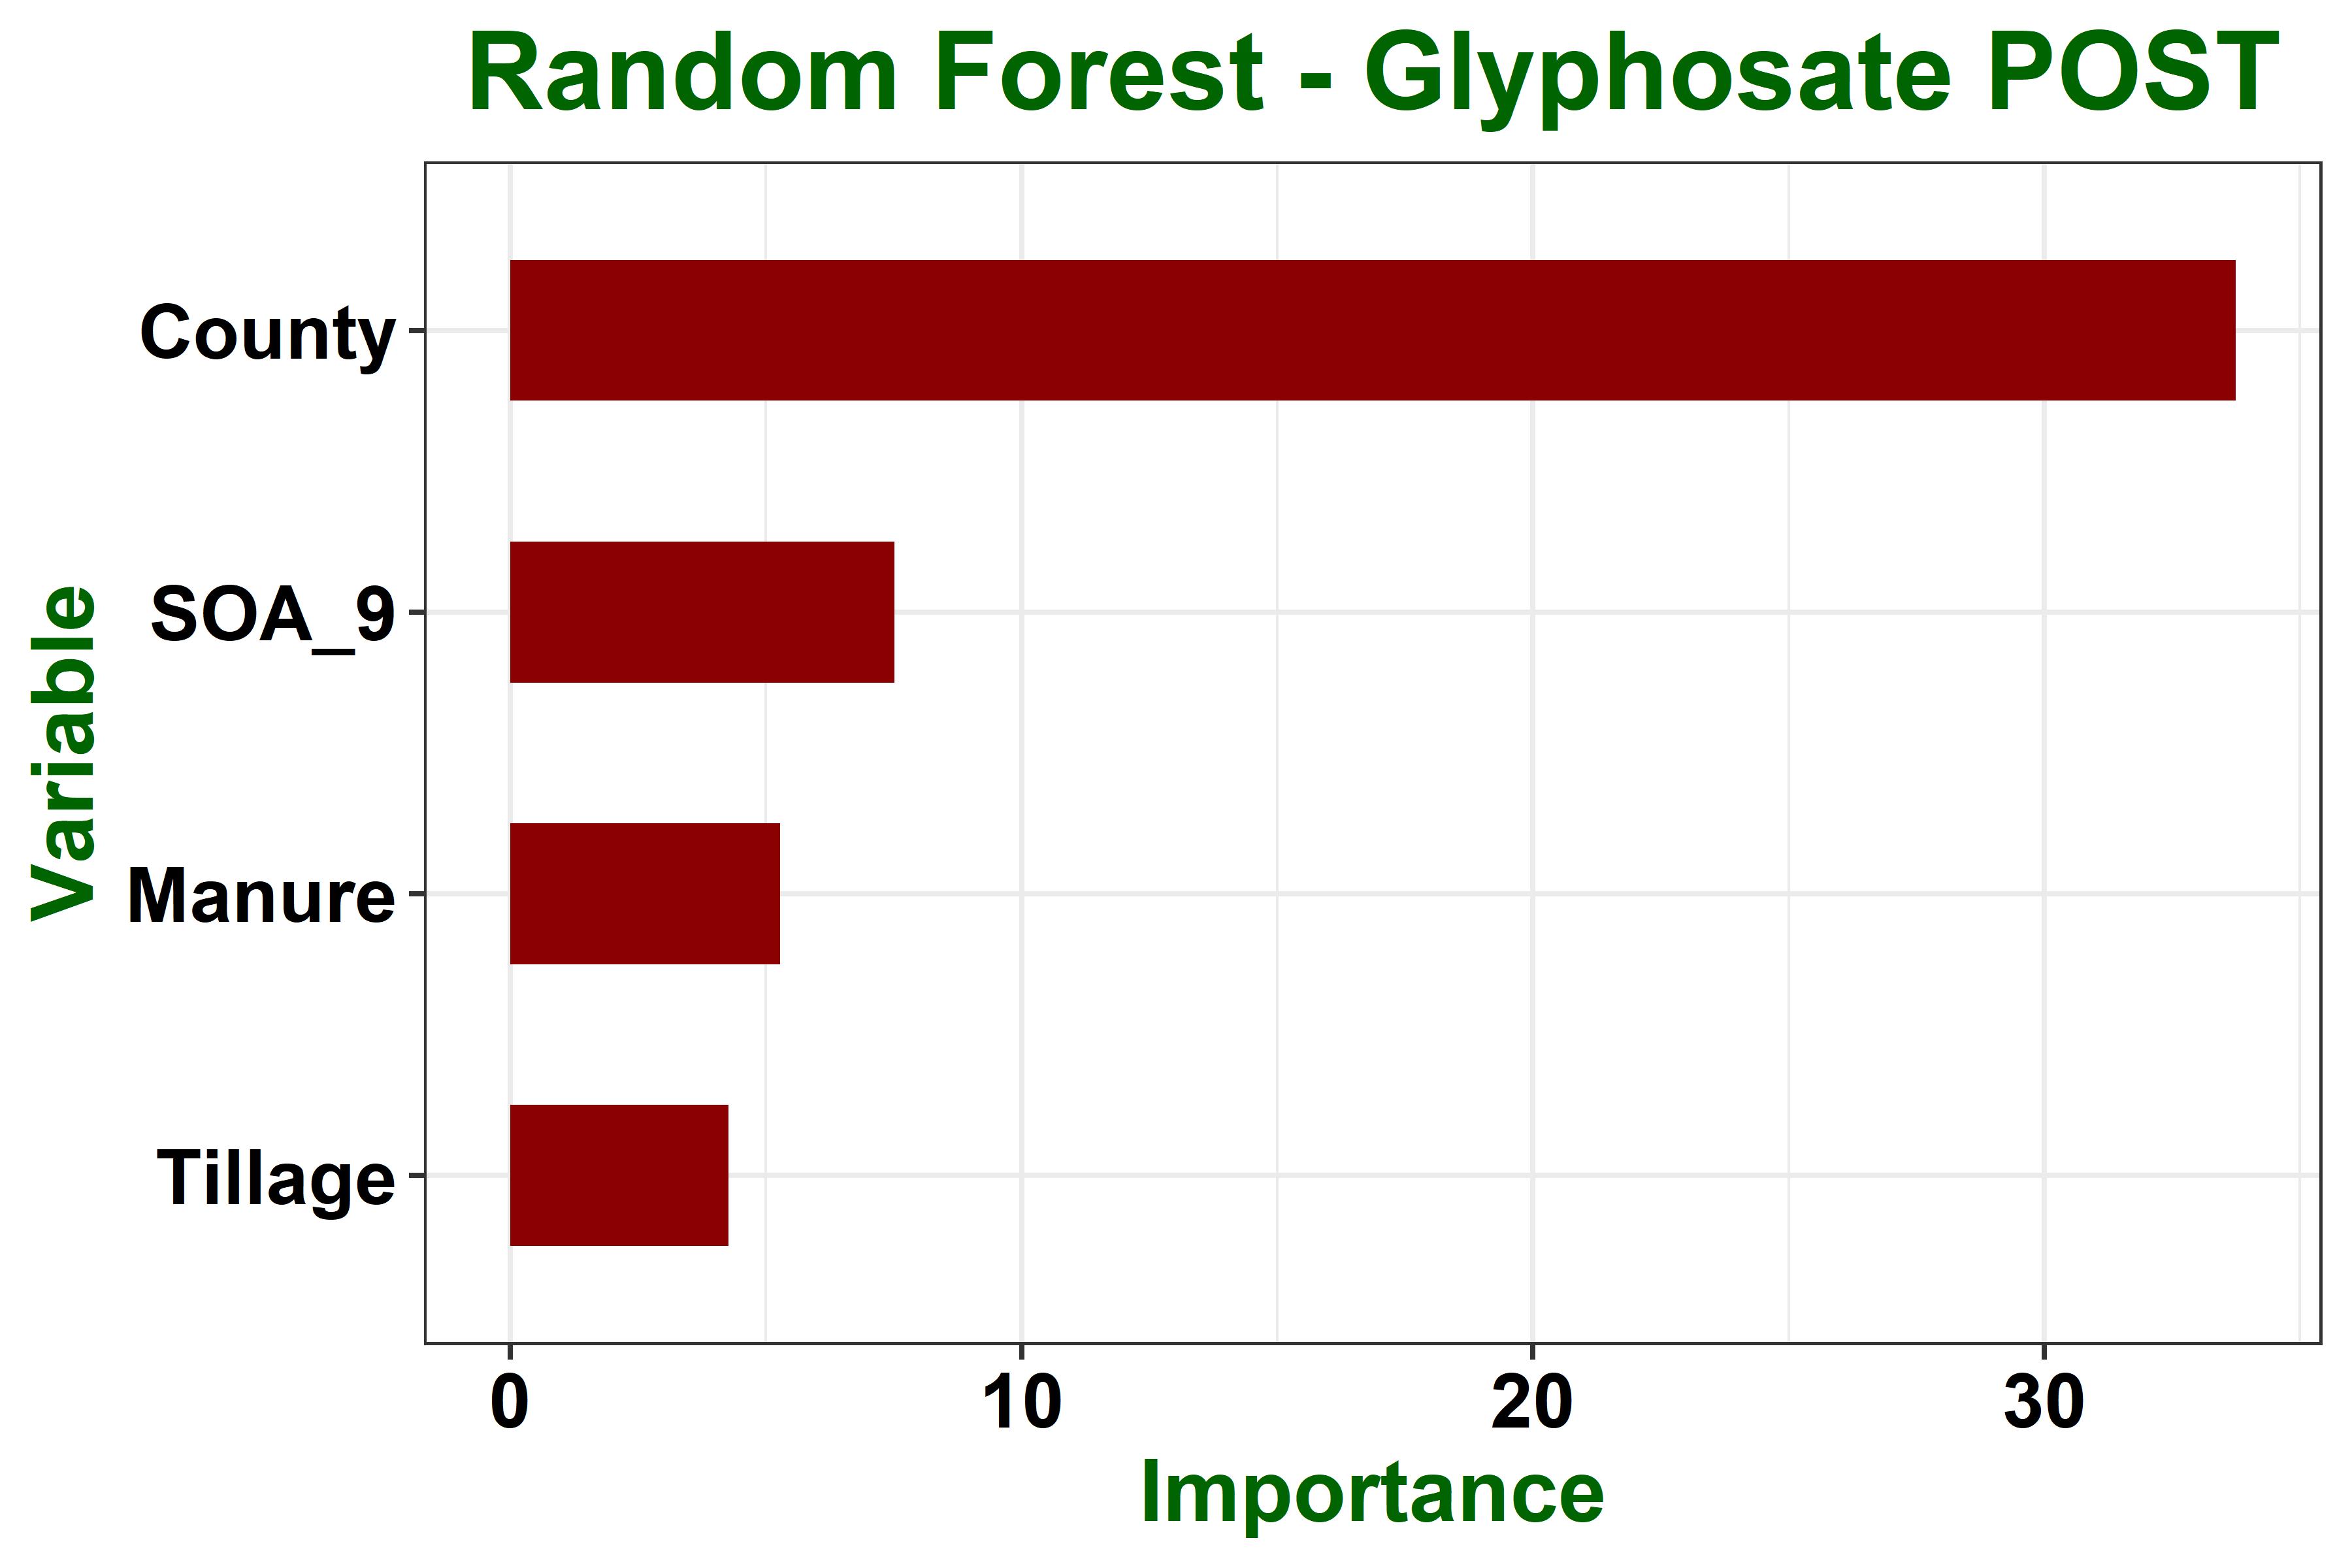 Random Forest - Glyphosate POST
Variable
County
SOA_9
Manure
Tillage
0 10 20 30
Importance